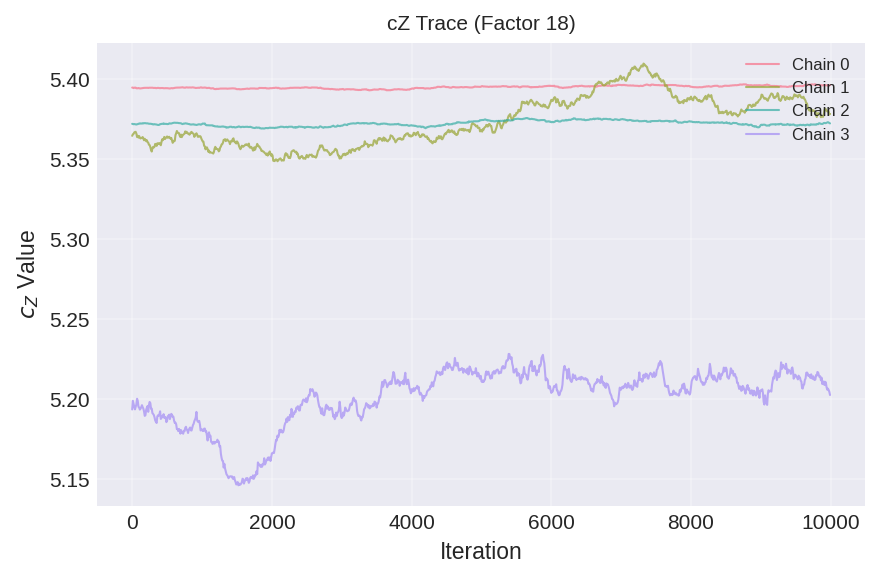 cZ Trace (Factor 18)
5.40
5.35
5.30
5.25
5.20
5.15
c_Z Value
0
2000
4000
6000
8000
10000
Iteration
Chain 0
Chain 1
Chain 2
Chain 3